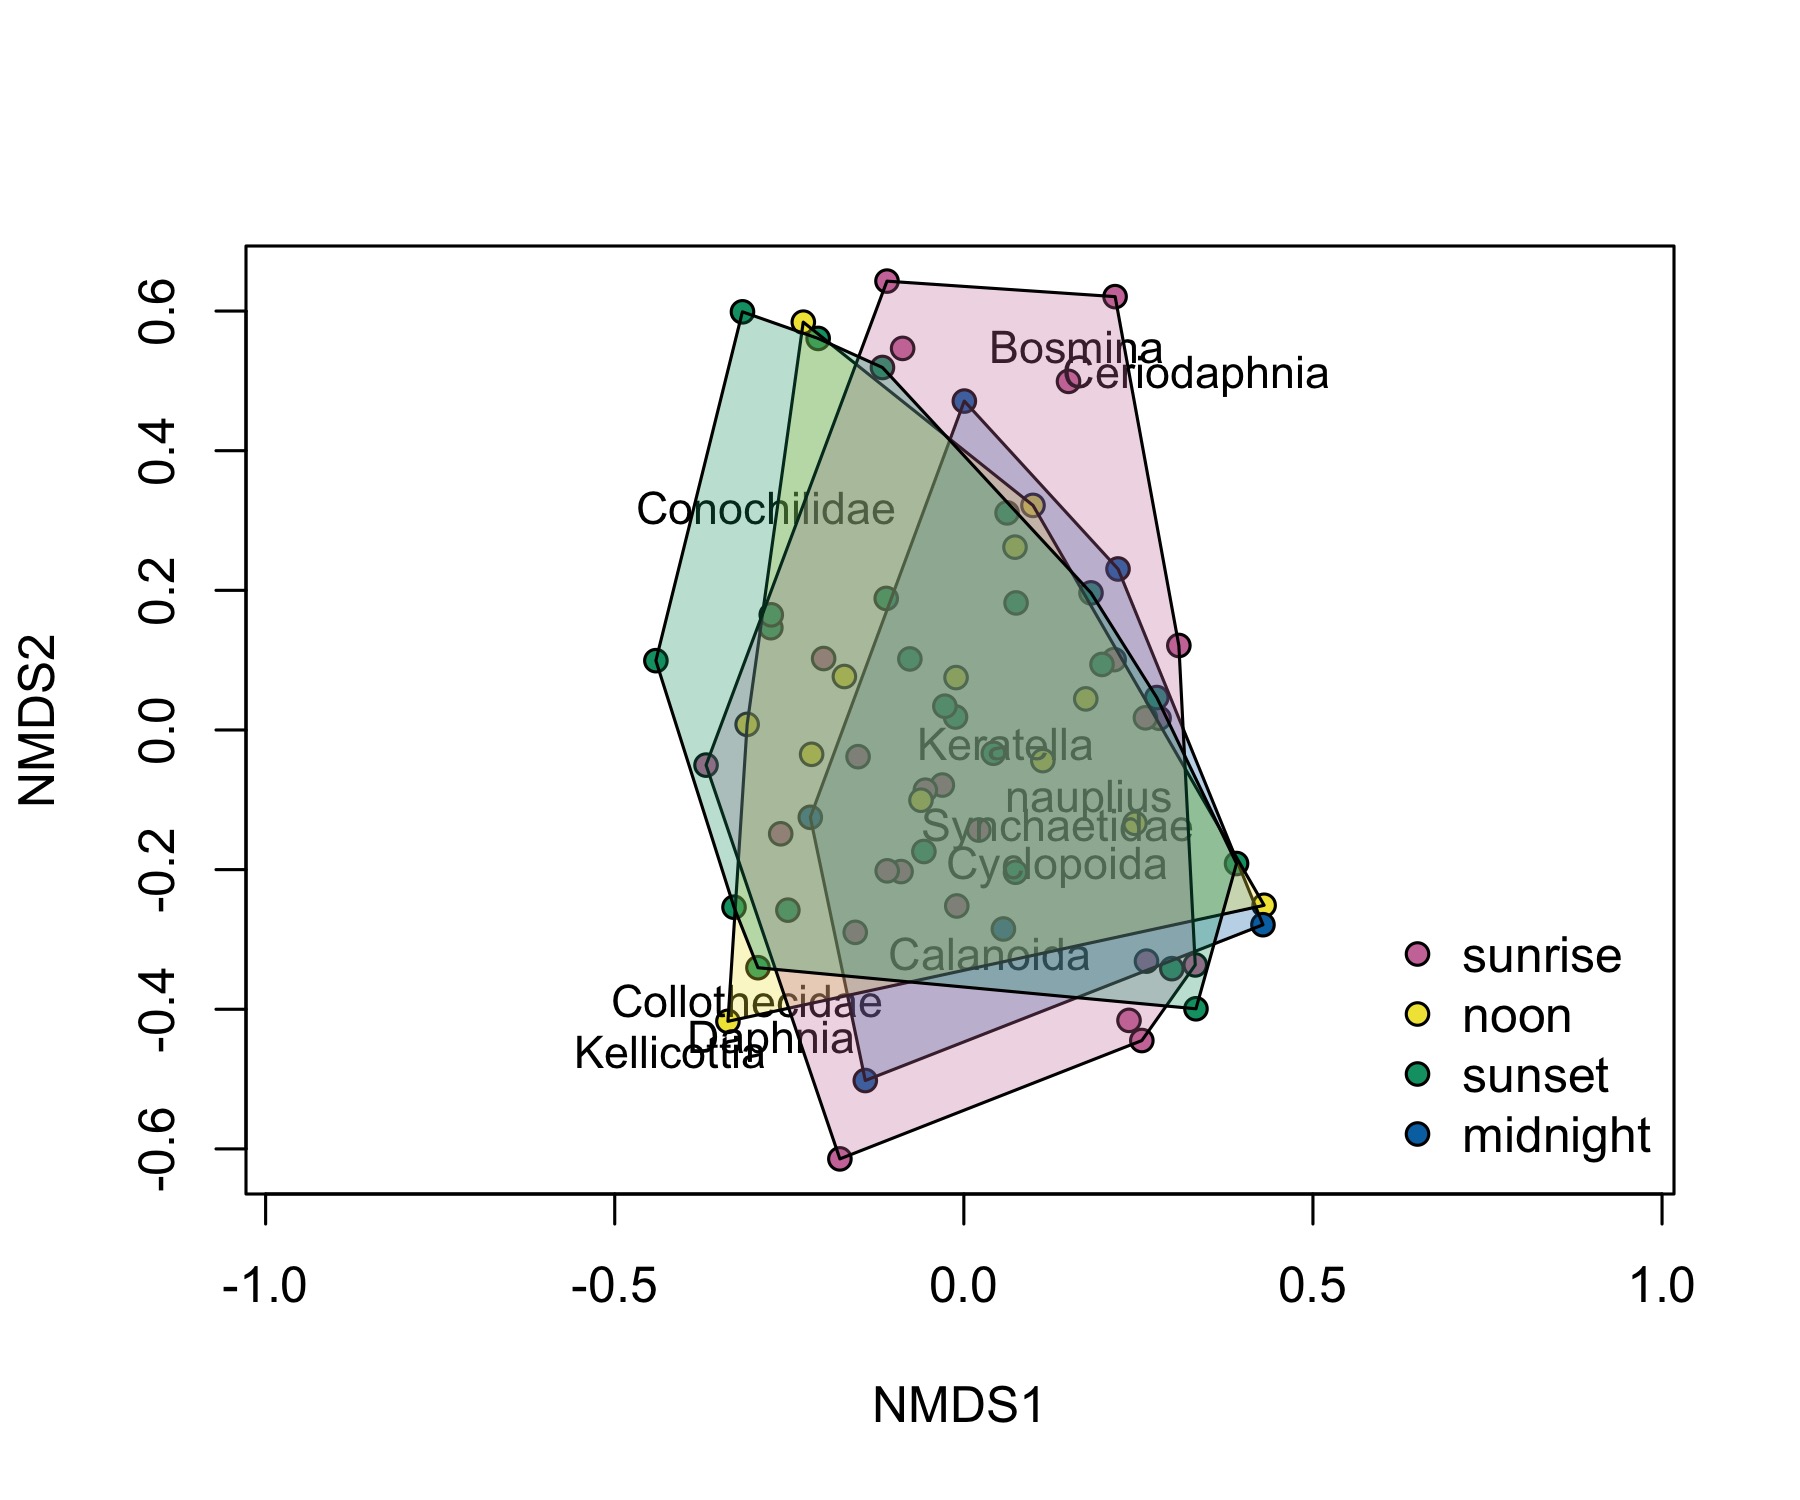 Bosmina
Ceriodaphnia
Conochilidae
Keratella
nauplius
Synchaetidae
Cyclopoida
Calanoida
Collothecidae
Daphnia
Kellicottia
sunrise
noon
sunset
midnight
NMDS2
0.6
0.4
0.2
0.0
-0.2
-0.4
-0.6
-1.0 -0.5 0.0 0.5 1.0
NMDS1